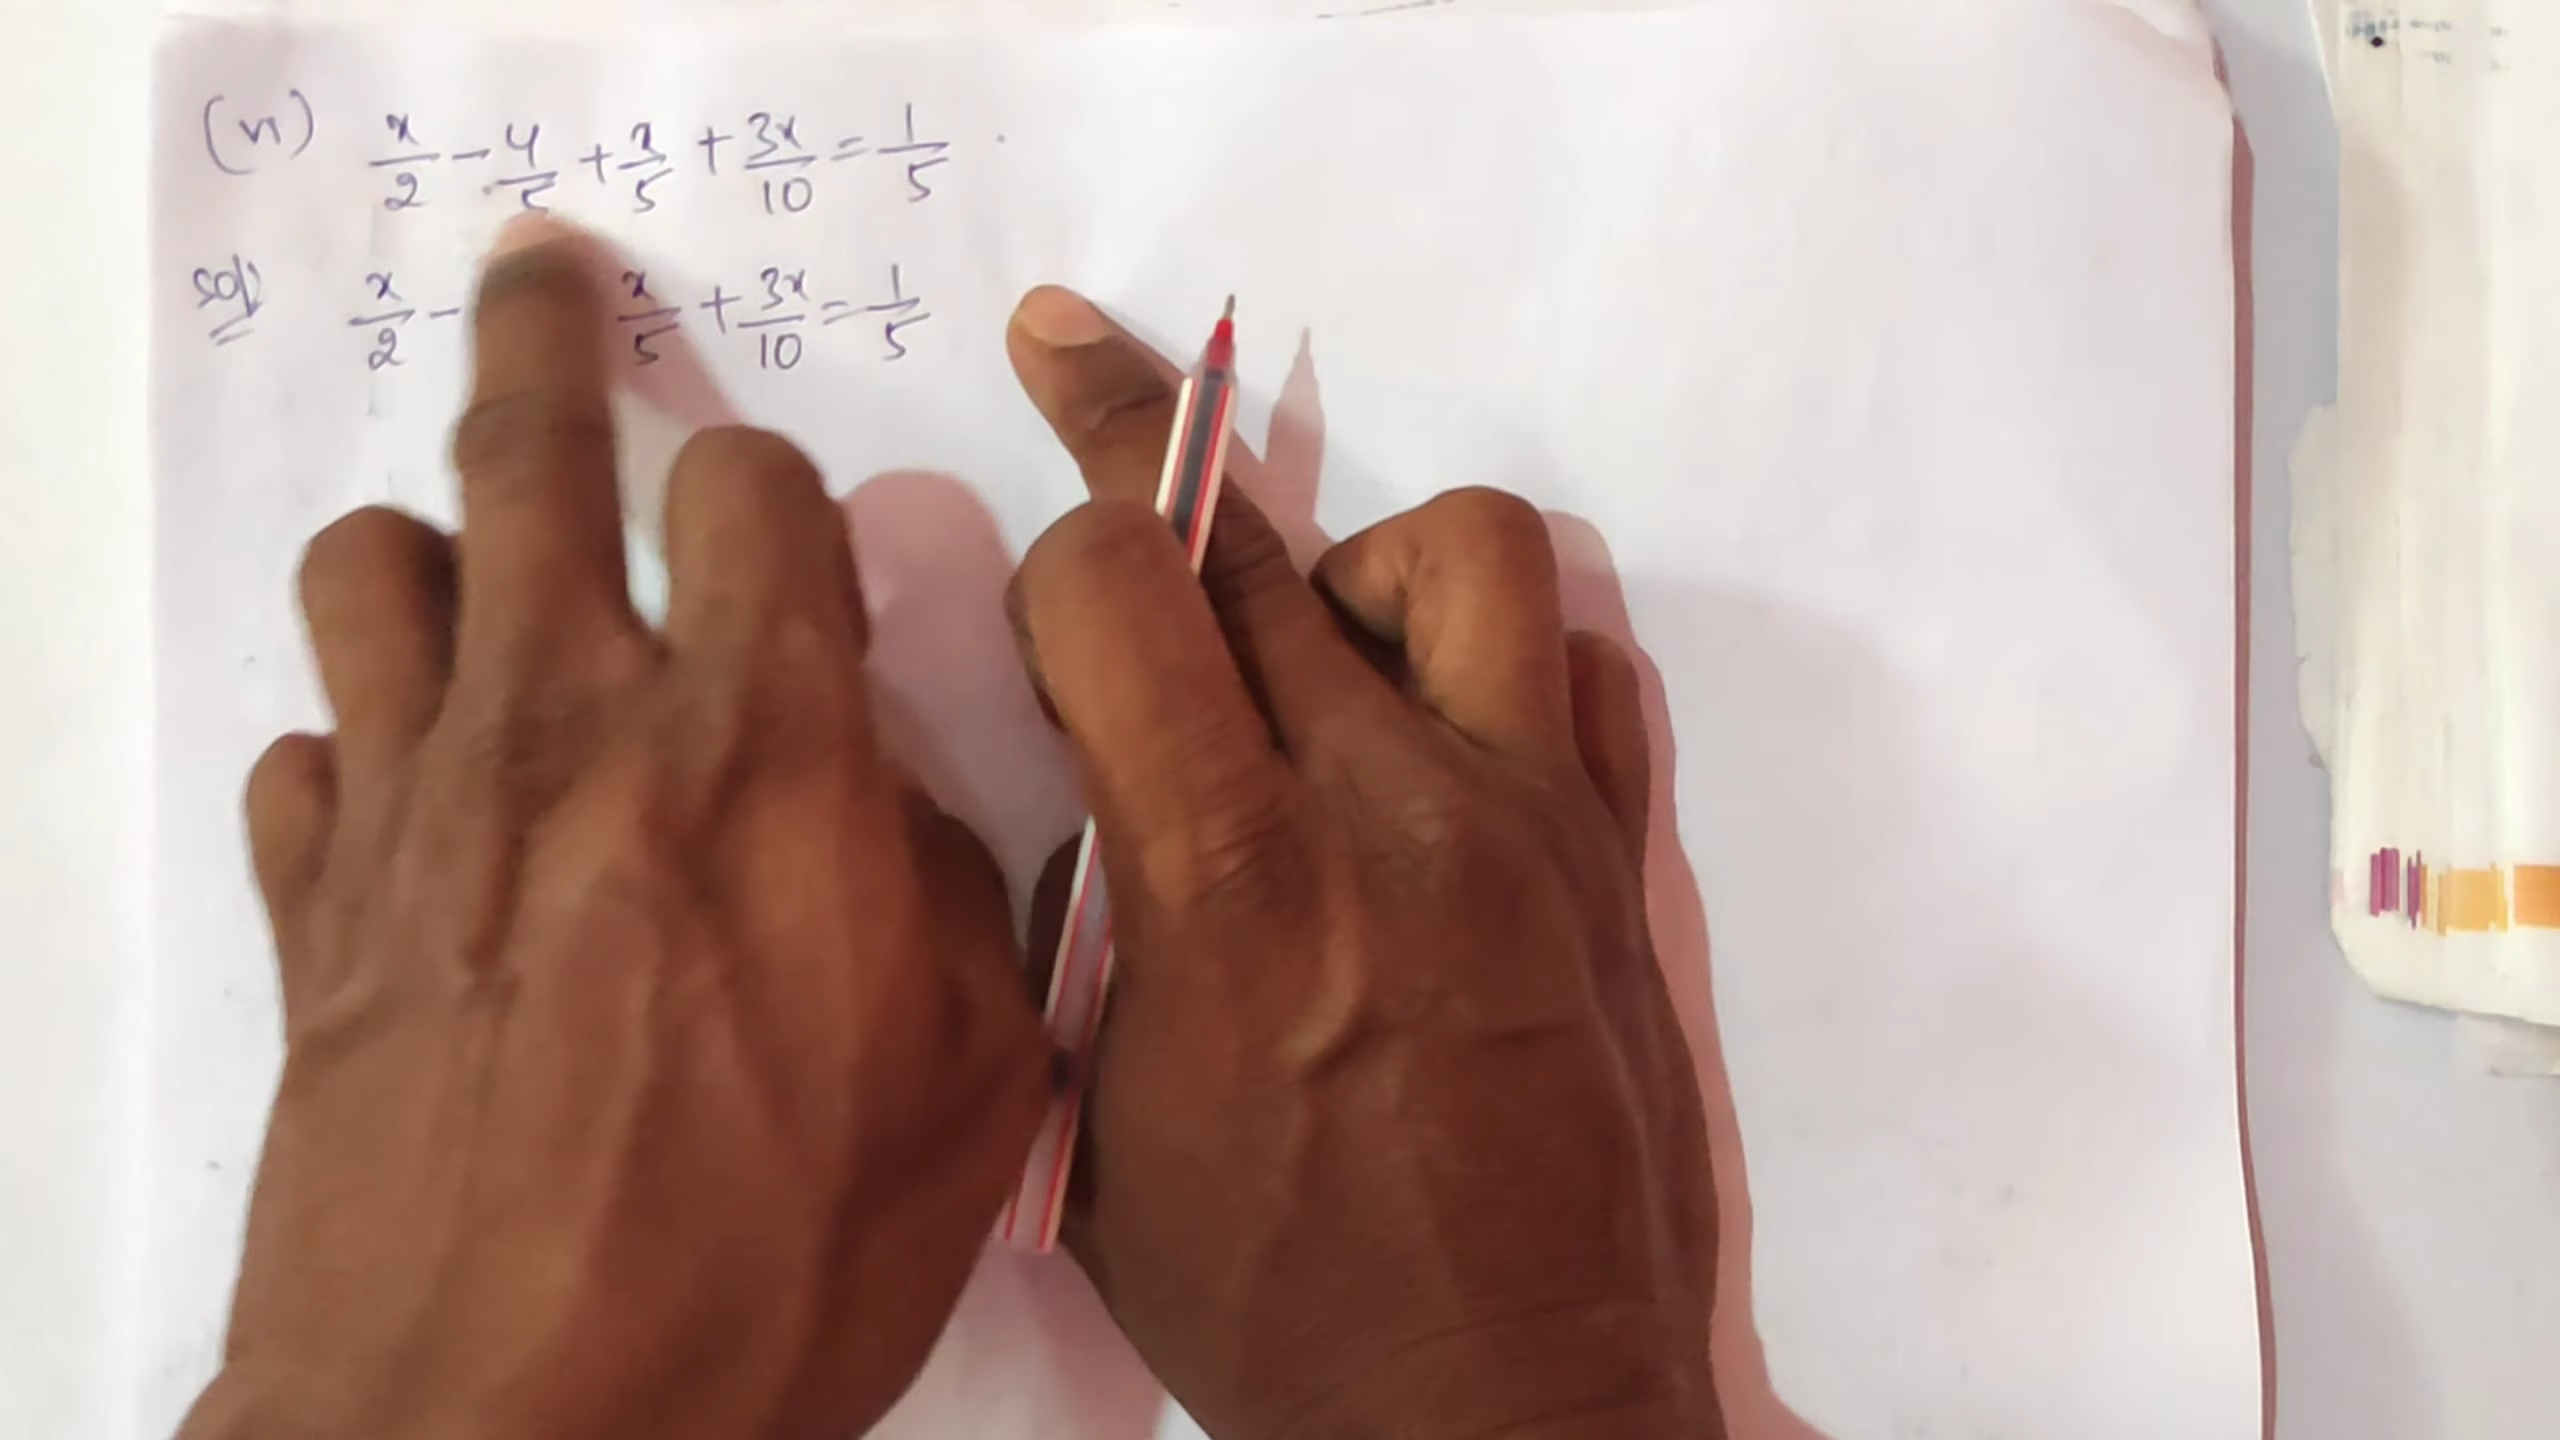 (vi) x/2 - 4/5 + x/5 + 3x/10 = 1/5
Sol) x/2 - x/5 + 3x/10 = 1/5